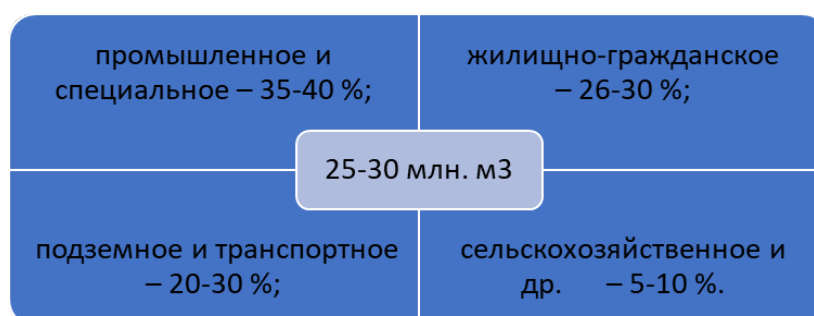 промышленное и
специальное – 35-40 %;
жилищно-гражданское
– 26-30 %;
25-30 млн. м3
подземное и транспортное
– 20-30 %;
сельскохозяйственное и
др. – 5-10 %.